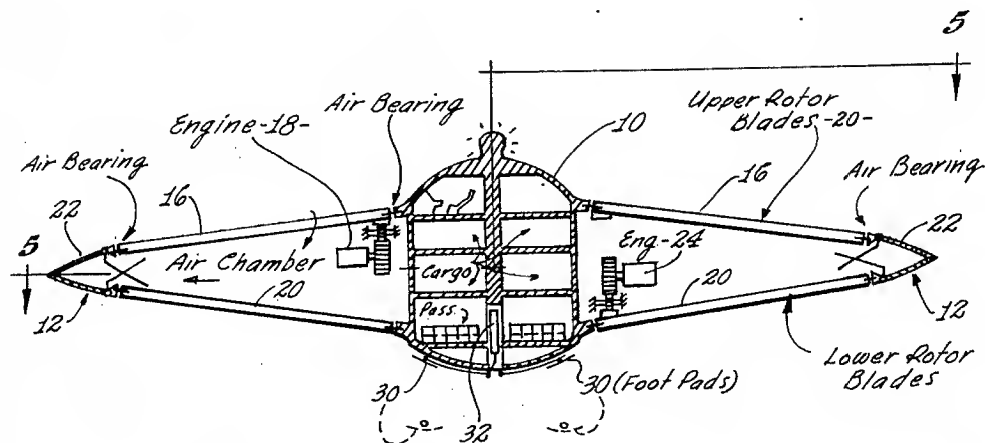 5
Air Bearing
Upper Rotor
Blades-20-
Engine-18-
10
Air Bearing
16
16
Air Bearing
22
22
5
Air Chamber
Eng-24
Cargo
20
20
12
12
Pass.
Lower Rotor
Blades
30
32
30 (Foot Pads)